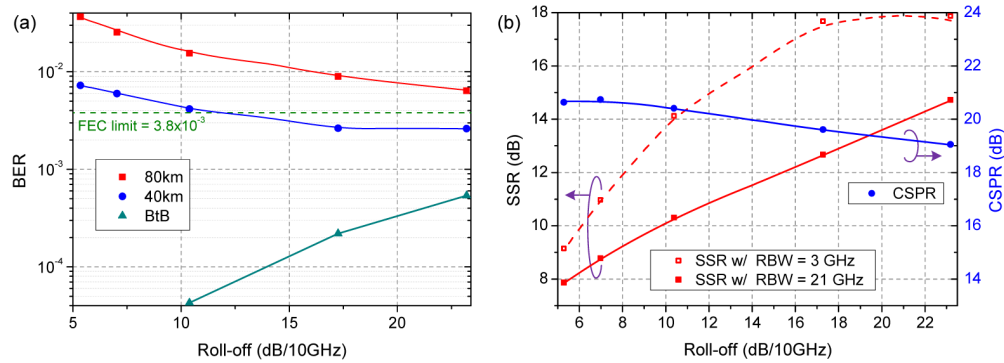 (a)
10⁻²
10⁻³
10⁻⁴
BER
FEC limit = 3.8x10⁻³
80km
40km
BtB
5 10 15 20
Roll-off (dB/10GHz)
(b)
18
16
14
12
10
8
SSR (dB)
24
22
21
20
19
18
17
16
14
CSPR (dB)
CSPR
SSR w/ RBW = 3 GHz
SSR w/ RBW = 21 GHz
6 8 10 12 14 16 18 20 22
Roll-off (dB/10GHz)